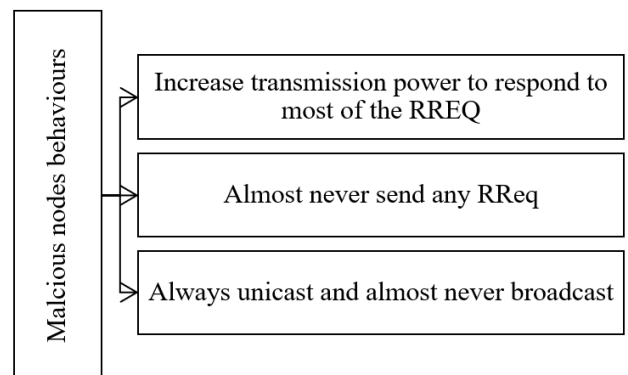 Malcious nodes behaviours
Increase transmission power to respond to
most of the RREQ
Almost never send any RReq
Always unicast and almost never broadcast